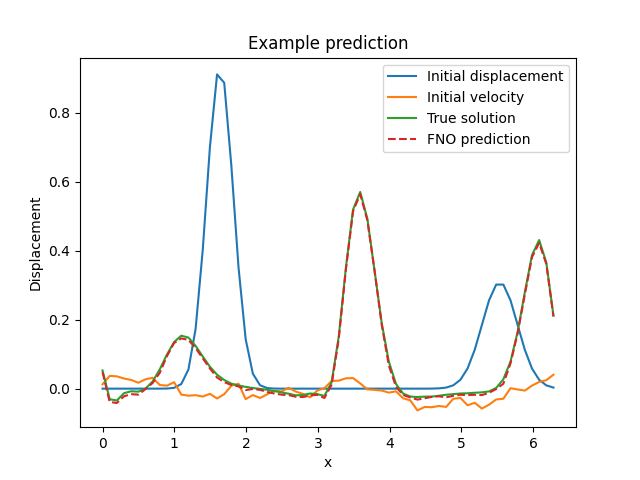 Example prediction
Initial displacement
Initial velocity
True solution
FNO prediction
Displacement
0.8
0.6
0.4
0.2
0.0
0 1 2 3 4 5 6
x